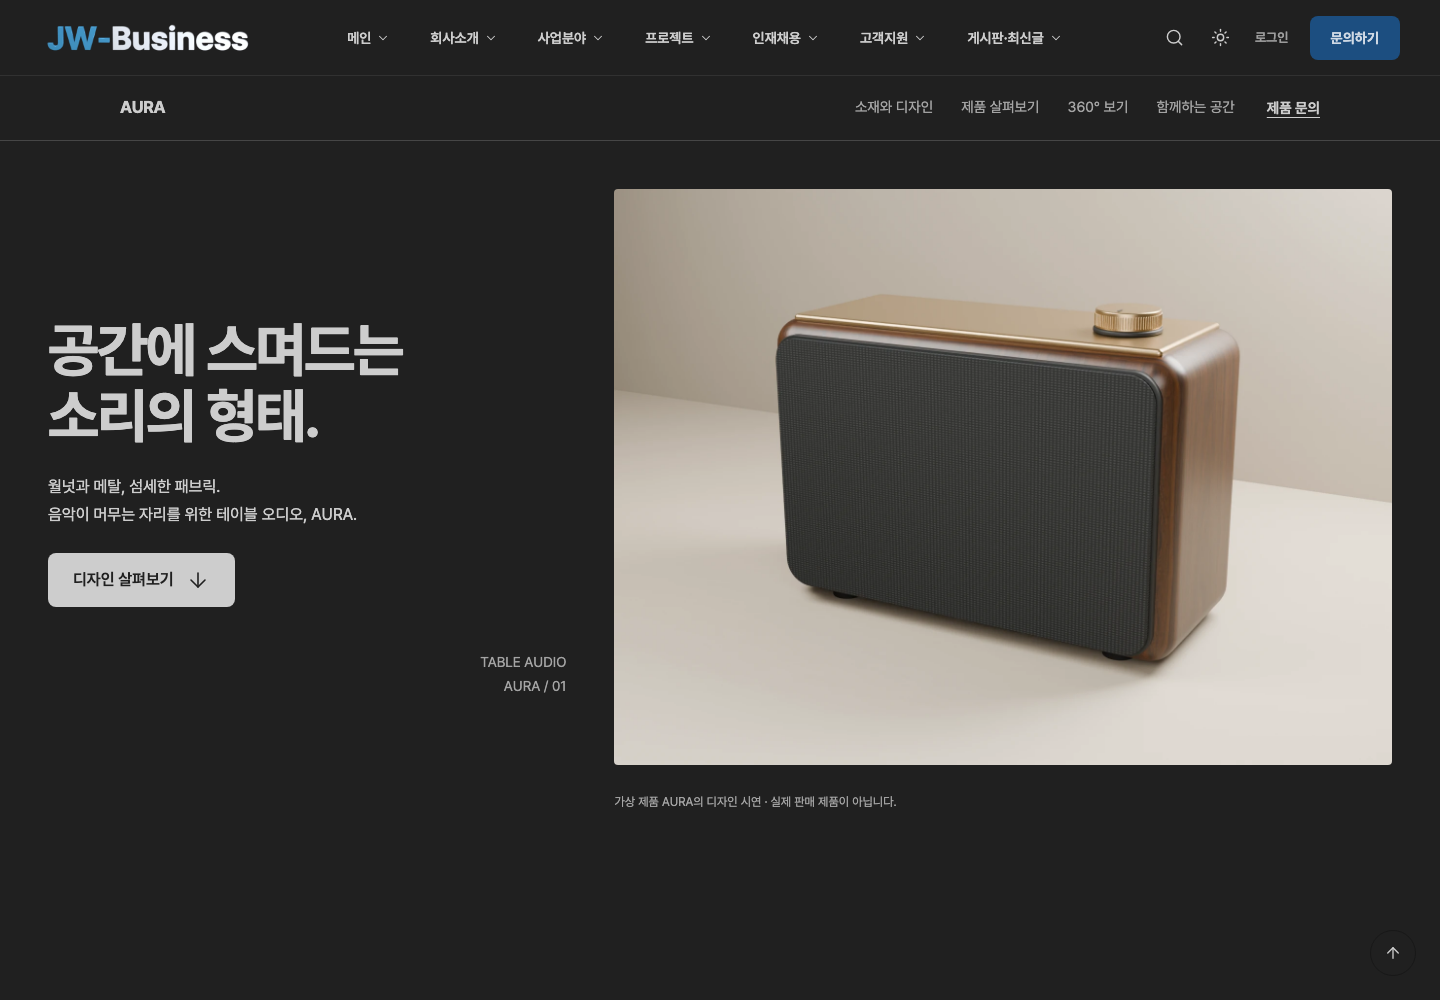 JW-Business
메인
회사소개
사업분야
프로젝트
인재채용
고객지원
게시판·최신글
로그인
문의하기
AURA
소재와 디자인
제품 살펴보기
360° 보기
함께하는 공간
제품 문의
공간에 스며드는
소리의 형태.
월넛과 메탈, 섬세한 패브릭.
음악이 머무는 자리를 위한 테이블 오디오, AURA.
디자인 살펴보기
TABLE AUDIO
AURA / 01
가상 제품 AURA의 디자인 시연 · 실제 판매 제품이 아닙니다.